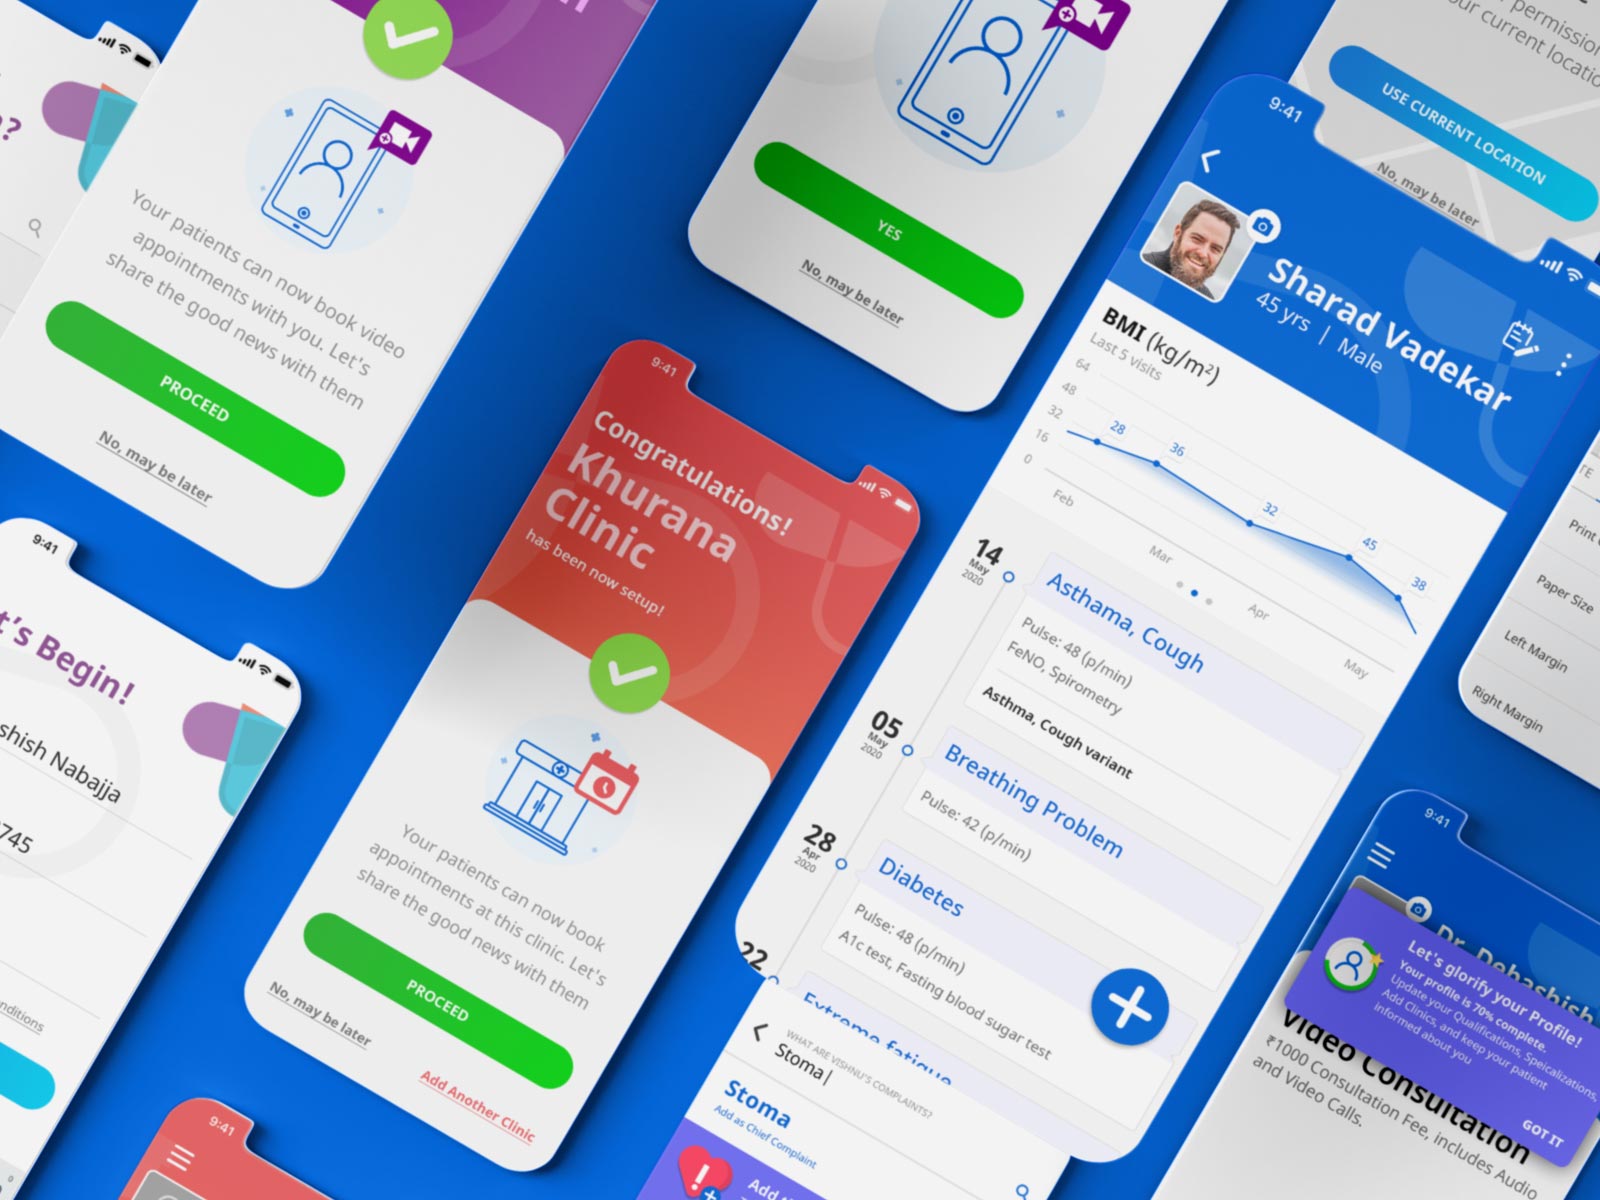 Your patients can now book video
appointments with you. Let's
share the good news with them
PROCEED
No, may be later
YES
No, may be later
permission
our current locatio
USE CURRENT LOCATION
No, may be later
9:41
Sharad Vadekar
45 yrs | Male
BMI (kg/m²)
Last 5 visits
64
48
32
16
0
28
36
32
45
38
Feb
Mar
Apr
May
14
May
2020
Asthama, Cough
Pulse: 48 (p/min)
FeNO, Spirometry
Asthma, Cough variant
05
May
2020
Breathing Problem
Pulse: 42 (p/min)
28
Apr
2020
Diabetes
Pulse: 48 (p/min)
A1c test, Fasting blood sugar test
22
Extreme fatigue
9:41
Congratulations!
Khurana
Clinic
has been now setup!
Your patients can now book
appointments at this clinic. Let's
share the good news with them
PROCEED
No, may be later
Add Another Clinic
9:41
t's Begin!
shish Nabajja
745
onditions
9:41
WHAT ARE VISHNU'S COMPLAINTS?
Stoma
Stoma
Add as Chief Complaint
Add
Print
Paper Size
Left Margin
Right Margin
9:41
Dr. Debashish
Let's glorify your Profile!
Your profile is 70% complete.
Update your Qualifications, Speicalizations,
Add Clinics, and keep your patient
informed about you
GOT IT
Video Consultation
₹1000 Consultation Fee, includes Audio
and Video Calls.